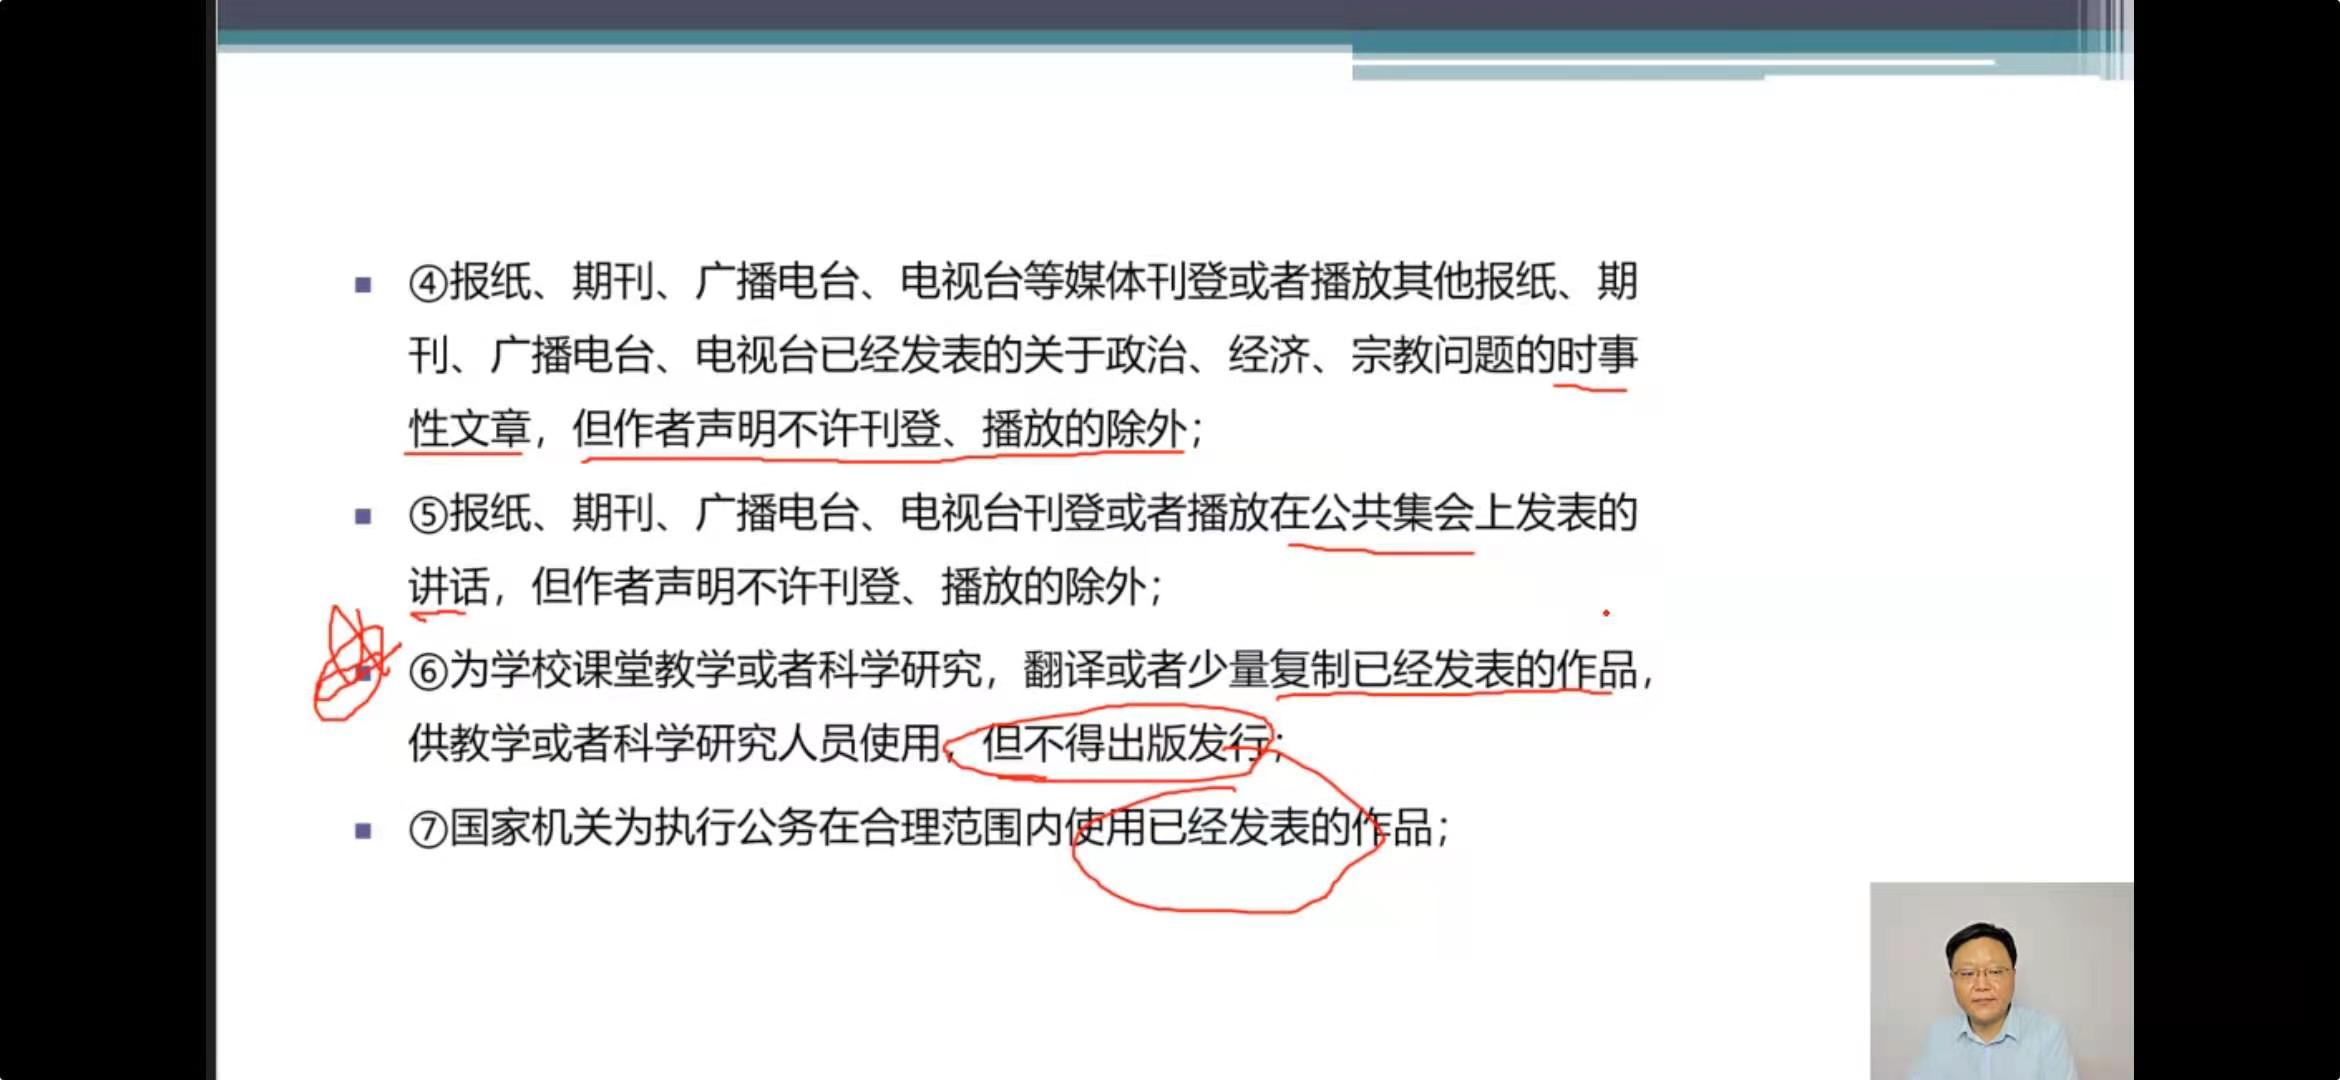 ④报纸、期刊、广播电台、电视台等媒体刊登或者播放其他报纸、期
刊、广播电台、电视台已经发表的关于政治、经济、宗教问题的时事
性文章，但作者声明不许刊登、播放的除外；
⑤报纸、期刊、广播电台、电视台刊登或者播放在公共集会上发表的
讲话，但作者声明不许刊登、播放的除外；
⑥为学校课堂教学或者科学研究，翻译或者少量复制已经发表的作品，
供教学或者科学研究人员使用，但不得出版发行；
⑦国家机关为执行公务在合理范围内使用已经发表的作品；